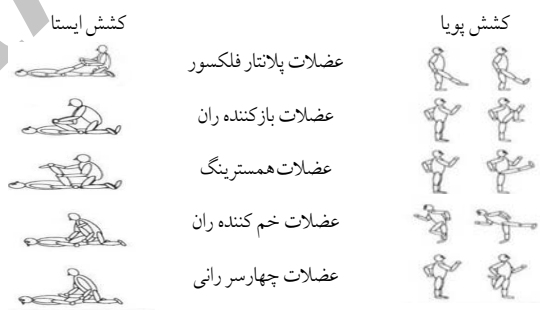 کشش پویا
کشش ایستا
عضلات پلانتار فلکسور
عضلات بازکننده ران
عضلات همسترینگ
عضلات خم کننده ران
عضلات چهارسر رانی